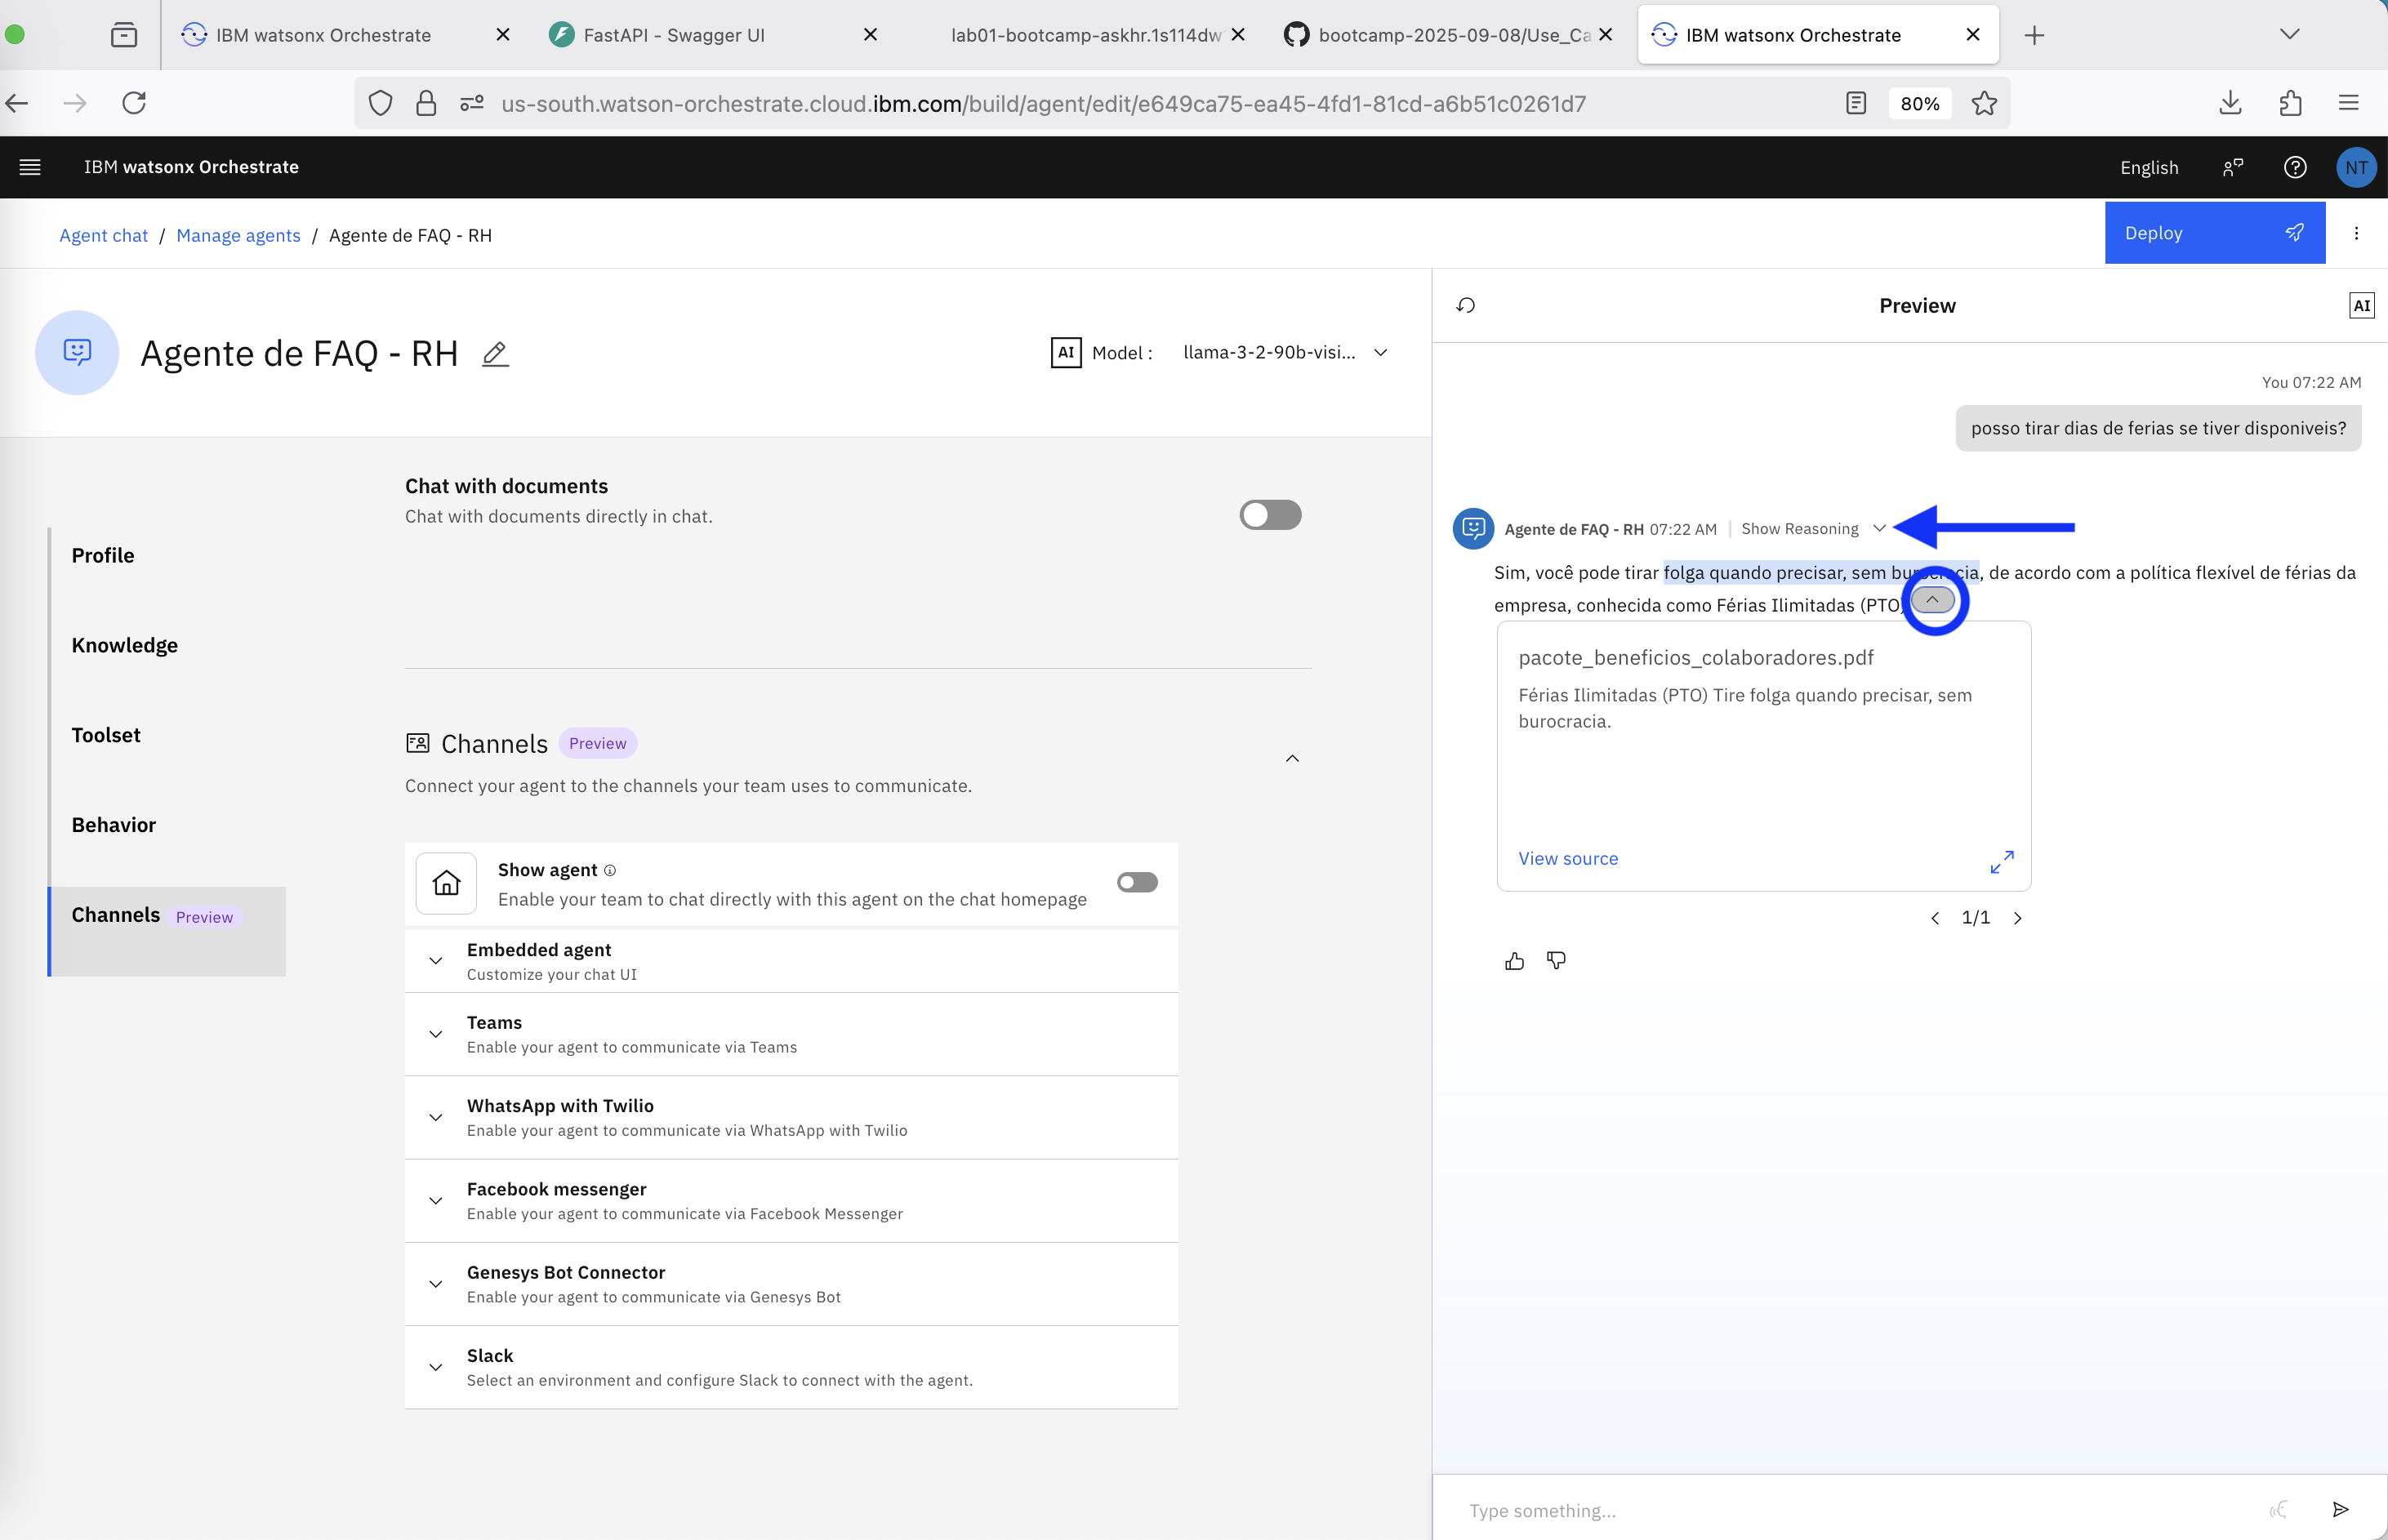 IBM watsonx Orchestrate
FastAPI - Swagger UI
lab01-bootcamp-askhr.1s114dw
bootcamp-2025-09-08/Use_Ca
IBM watsonx Orchestrate
us-south.watson-orchestrate.cloud.ibm.com/build/agent/edit/e649ca75-ea45-4fd1-81cd-a6b51c0261d7
80%
IBM watsonx Orchestrate
English
NT
Agent chat / Manage agents / Agente de FAQ - RH
Deploy
Agente de FAQ - RH
AI Model :
llama-3-2-90b-visi...
Profile
Knowledge
Toolset
Behavior
Channels Preview
Chat with documents
Chat with documents directly in chat.
Channels Preview
Connect your agent to the channels your team uses to communicate.
Show agent
Enable your team to chat directly with this agent on the chat homepage
Embedded agent
Customize your chat UI
Teams
Enable your agent to communicate via Teams
WhatsApp with Twilio
Enable your agent to communicate via WhatsApp with Twilio
Facebook messenger
Enable your agent to communicate via Facebook Messenger
Genesys Bot Connector
Enable your agent to communicate via Genesys Bot
Slack
Select an environment and configure Slack to connect with the agent.
Preview
AI
You 07:22 AM
posso tirar dias de ferias se tiver disponiveis?
Agente de FAQ - RH 07:22 AM | Show Reasoning
Sim, você pode tirar folga quando precisar, sem burocracia, de acordo com a política flexível de férias da
empresa, conhecida como Férias Ilimitadas (PTO)
pacote_beneficios_colaboradores.pdf
Férias Ilimitadas (PTO) Tire folga quando precisar, sem
burocracia.
View source
1/1
Type something...